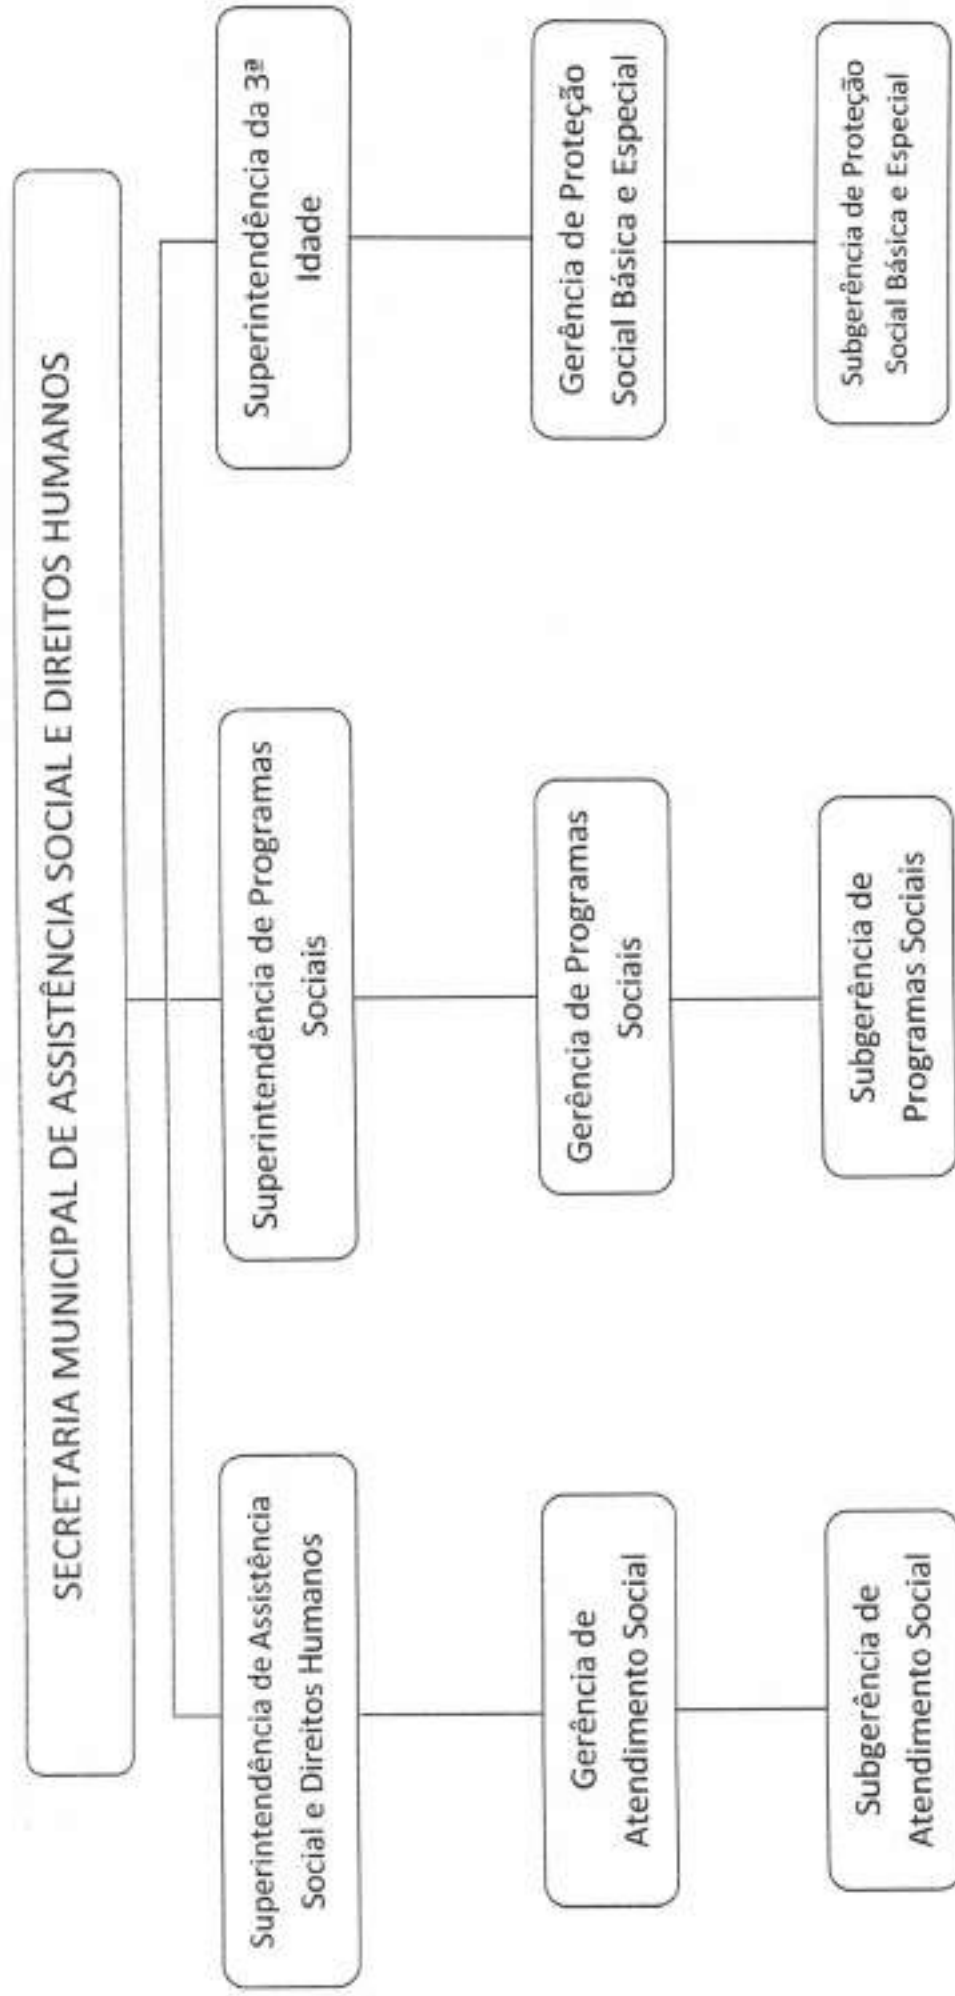 SECRETARIA MUNICIPAL DE ASSISTÊNCIA SOCIAL E DIREITOS HUMANOS
Superintendência de Assistência
Social e Direitos Humanos
Superintendência de Programas
Sociais
Superintendência da 3ª
Idade
Gerência de
Atendimento Social
Gerência de Programas
Sociais
Gerência de Proteção
Social Básica e Especial
Subgerência de
Atendimento Social
Subgerência de
Programas Sociais
Subgerência de Proteção
Social Básica e Especial